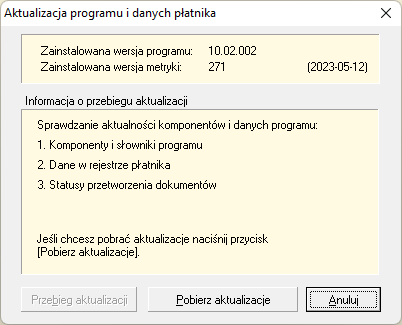 Aktualizacja programu i danych płatnika
Zainstalowana wersja programu: 10.02.002
Zainstalowana wersja metryki: 271 (2023-05-12)
Informacja o przebiegu aktualizacji
Sprawdzanie aktualności komponentów i danych programu:
1. Komponenty i słowniki programu
2. Dane w rejestrze płatnika
3. Statusy przetworzenia dokumentów
Jeśli chcesz pobrać aktualizacje naciśnij przycisk
[Pobierz aktualizacje].
Przebieg aktualizacji Pobierz aktualizacje Anuluj